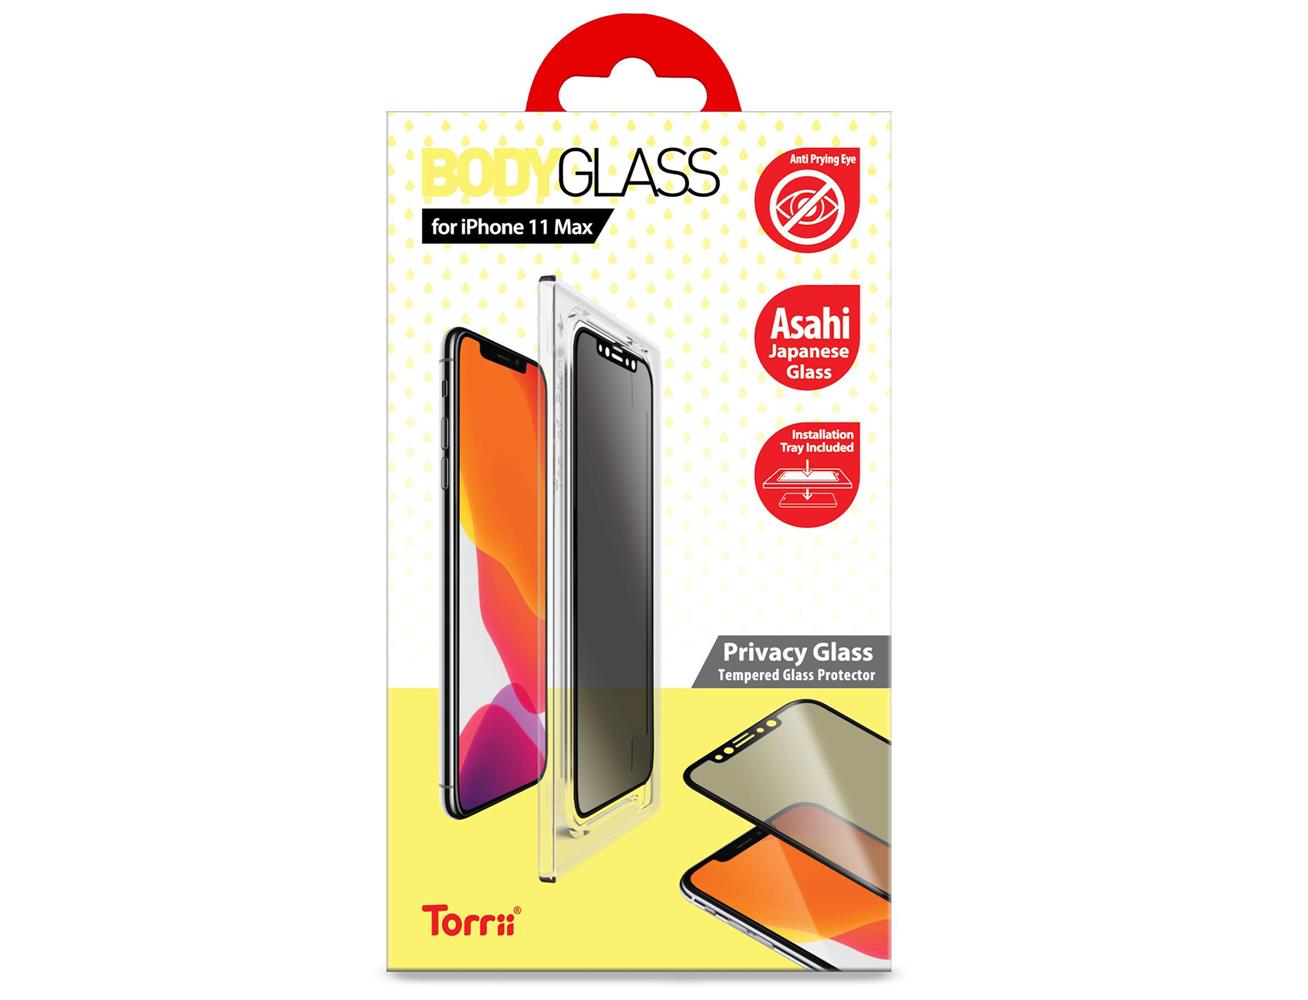 BODYGLASS
for iPhone 11 Max
Anti Prying Eye
Asahi
Japanese
Glass
Installation
Tray Included
Privacy Glass
Tempered Glass Protector
Torrii®